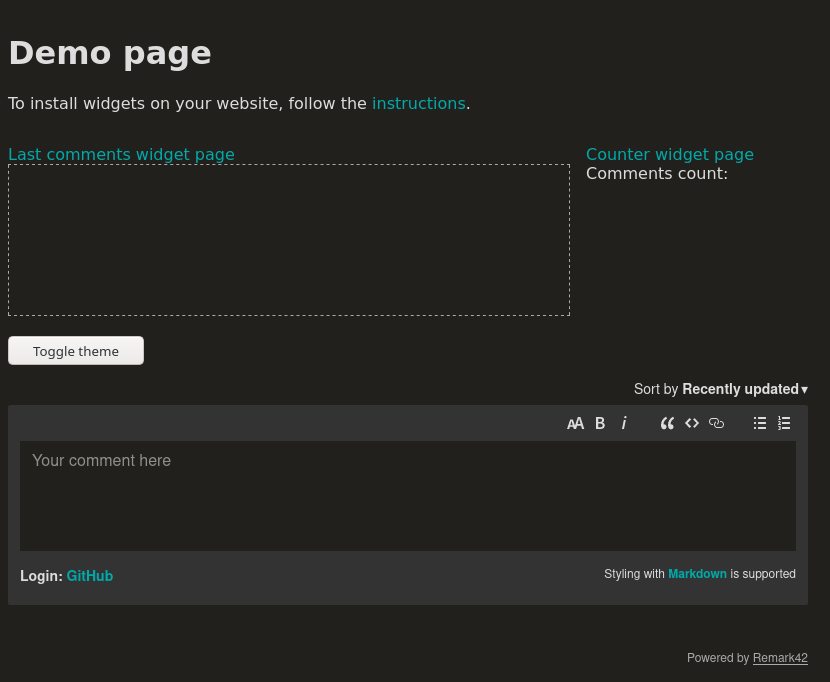 Demo page
To install widgets on your website, follow the instructions.
Last comments widget page
Counter widget page
Comments count:
Toggle theme
Sort by Recently updated▾
AA B i
Your comment here
Login: GitHub
Styling with Markdown is supported
Powered by Remark42